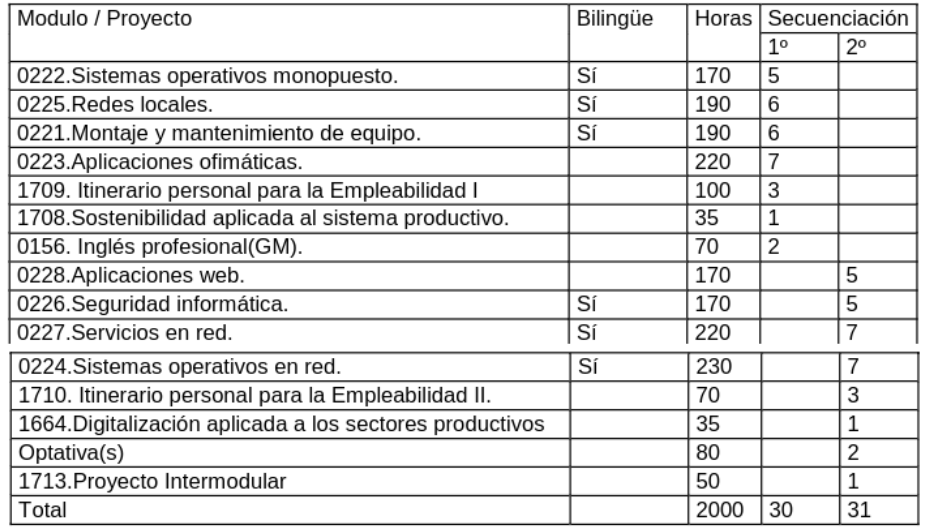 Modulo / Proyecto Bilingüe Horas Secuenciación
1º 2º
0222.Sistemas operativos monopuesto. Sí 170 5
0225.Redes locales. Sí 190 6
0221.Montaje y mantenimiento de equipo. Sí 190 6
0223.Aplicaciones ofimáticas. 220 7
1709. Itinerario personal para la Empleabilidad I 100 3
1708.Sostenibilidad aplicada al sistema productivo. 35 1
0156. Inglés profesional(GM). 70 2
0228.Aplicaciones web. 170 5
0226.Seguridad informática. Sí 170 5
0227.Servicios en red. Sí 220 7
0224.Sistemas operativos en red. Sí 230 7
1710. Itinerario personal para la Empleabilidad II. 70 3
1664.Digitalización aplicada a los sectores productivos 35 1
Optativa(s) 80 2
1713.Proyecto Intermodular 50 1
Total 2000 30 31